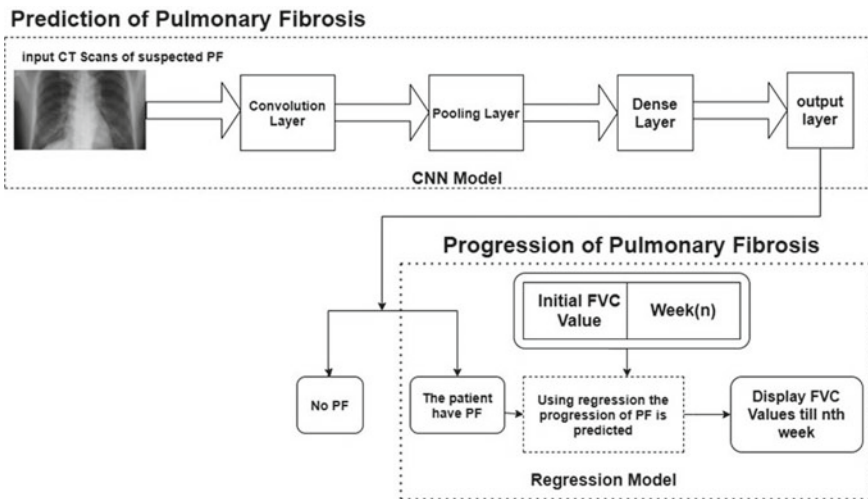 Prediction of Pulmonary Fibrosis
input CT Scans of suspected PF
Convolution
Layer
Pooling Layer
Dense
Layer
output
layer
CNN Model
Progression of Pulmonary Fibrosis
Initial FVC
Value
Week(n)
No PF
The patient
have PF
Using regression the
progression of PF is
predicted
Display FVC
Values till nth
week
Regression Model